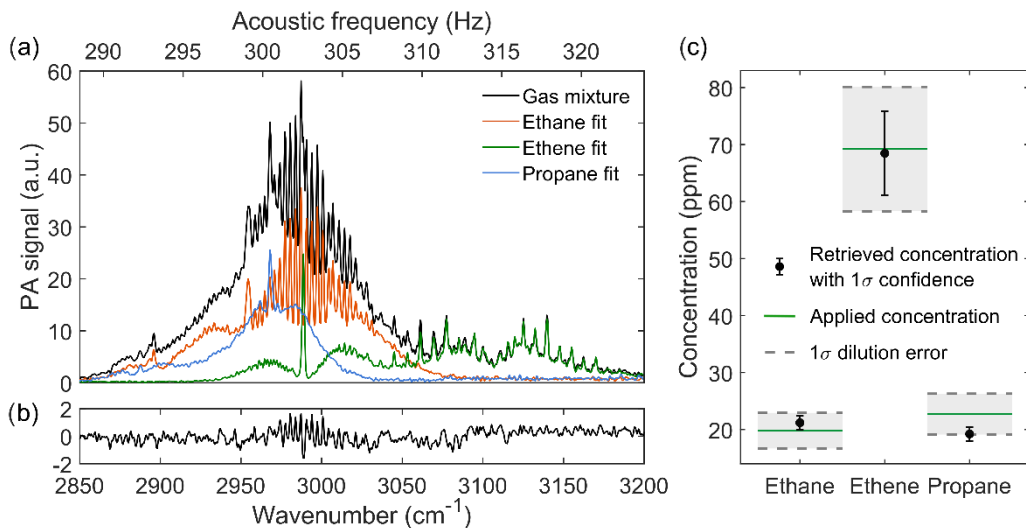 Acoustic frequency (Hz)
(a)
290 295 300 305 310 315 320
60
50
40
30
20
10
0
PA signal (a.u.)
Gas mixture
Ethane fit
Ethene fit
Propane fit
(b)
2
0
-2
2850 2900 2950 3000 3050 3100 3150 3200
Wavenumber (cm⁻¹)
(c)
80
70
60
50
40
30
20
Concentration (ppm)
Retrieved concentration
with 1σ confidence
Applied concentration
1σ dilution error
Ethane Ethene Propane